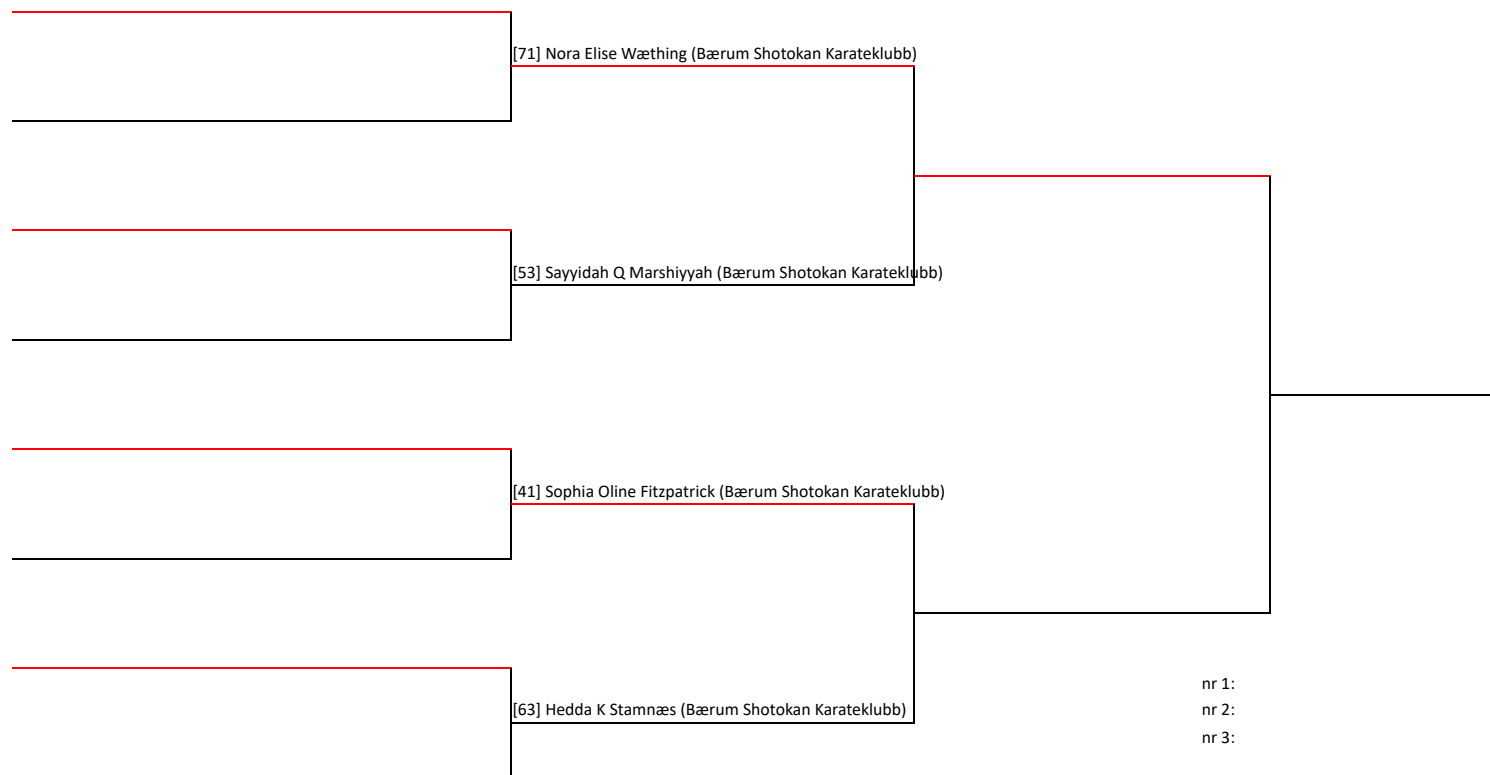 [71] Nora Elise Wæthing (Bærum Shotokan Karateklubb)
[53] Sayyidah Q Marshiyyah (Bærum Shotokan Karateklubb)
[41] Sophia Oline Fitzpatrick (Bærum Shotokan Karateklubb)
[63] Hedda K Stamnæs (Bærum Shotokan Karateklubb)
nr 1:
nr 2:
nr 3: